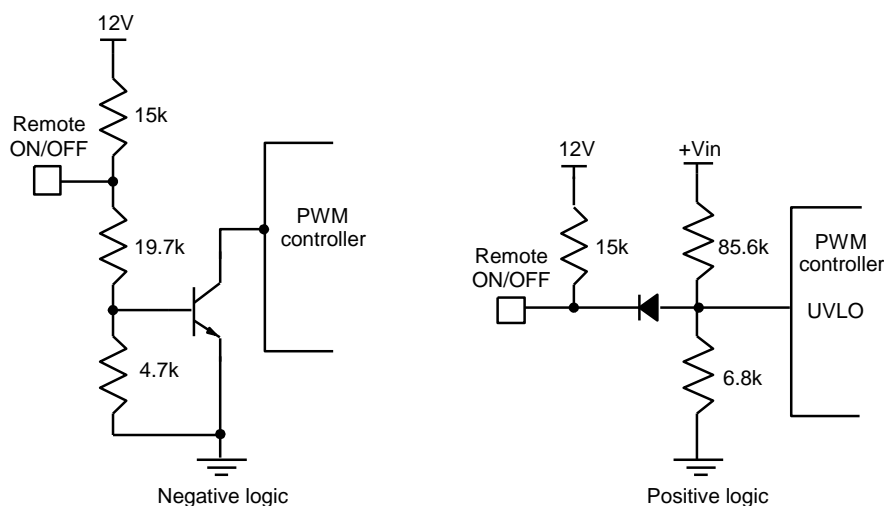 12V
15k
Remote
ON/OFF
19.7k
4.7k
PWM
controller
Negative logic
12V
+Vin
15k
85.6k
Remote
ON/OFF
PWM
controller
UVLO
6.8k
Positive logic